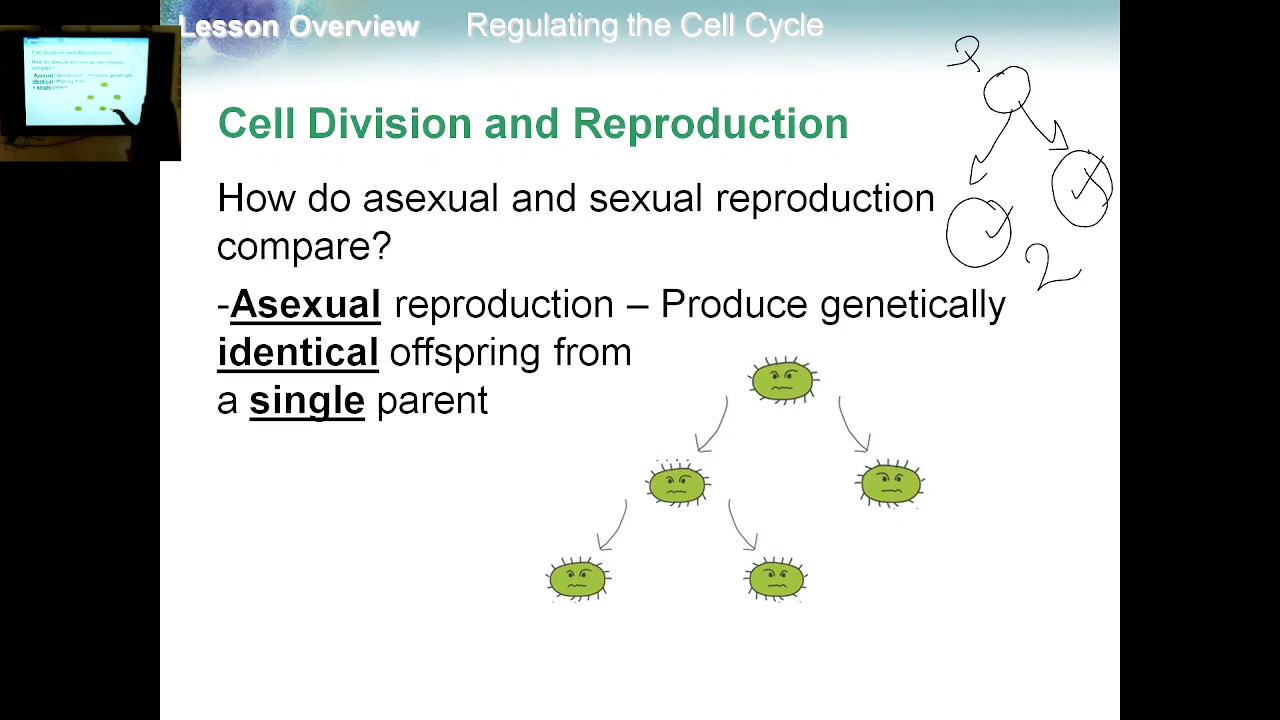 Lesson Overview Regulating the Cell Cycle
Cell Division and Reproduction
How do asexual and sexual reproduction
compare?
-Asexual reproduction – Produce genetically
identical offspring from
a single parent
2